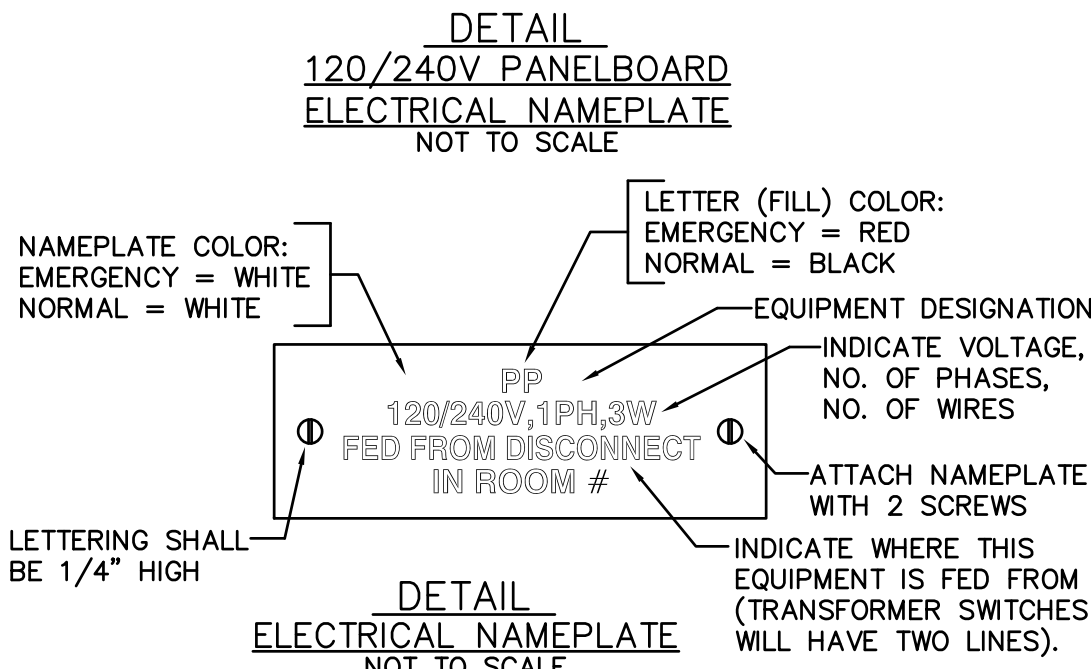 DETAIL
120/240V PANELBOARD
ELECTRICAL NAMEPLATE
NOT TO SCALE
NAMEPLATE COLOR:
EMERGENCY = WHITE
NORMAL = WHITE
LETTER (FILL) COLOR:
EMERGENCY = RED
NORMAL = BLACK
EQUIPMENT DESIGNATION
INDICATE VOLTAGE,
NO. OF PHASES,
NO. OF WIRES
PP
120/240V,1PH,3W
FED FROM DISCONNECT
IN ROOM #
ATTACH NAMEPLATE
WITH 2 SCREWS
LETTERING SHALL
BE 1/4" HIGH
INDICATE WHERE THIS
EQUIPMENT IS FED FROM
(TRANSFORMER SWITCHES
WILL HAVE TWO LINES).
DETAIL
ELECTRICAL NAMEPLATE
NOT TO SCALE